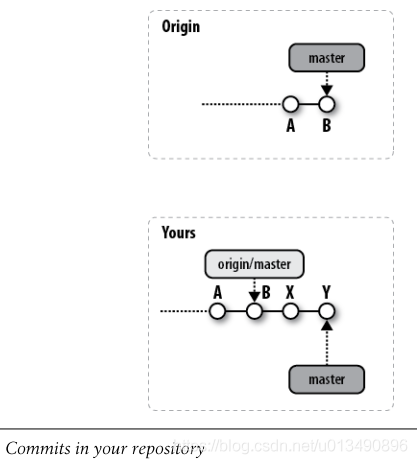 Origin
master
A B
Yours
origin/master
A B X Y
master
Commits in your repository
https://blog.csdn.net/u013490896